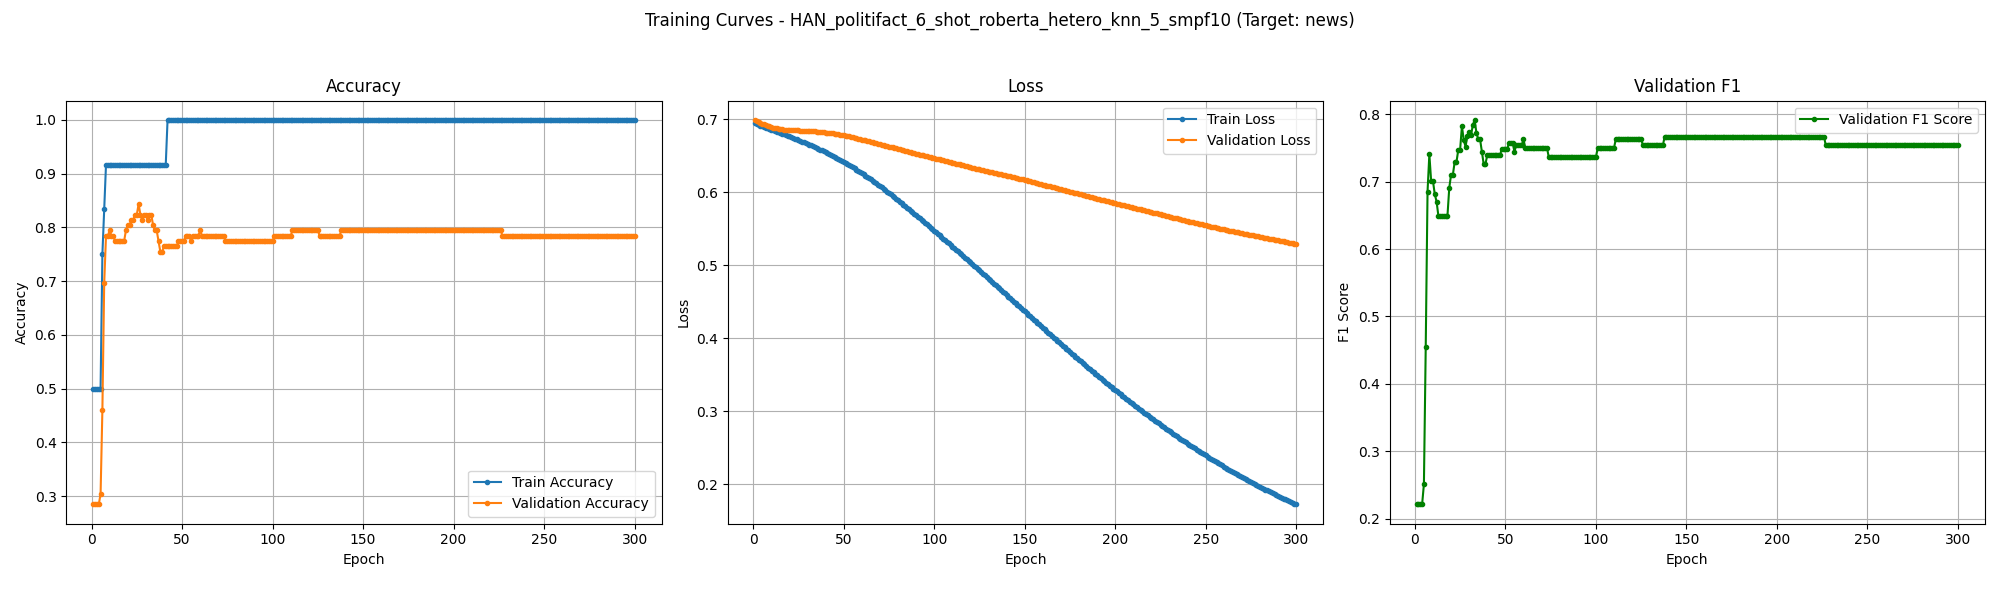 Training Curves - HAN_politifact_6_shot_roberta_hetero_knn_5_smpf10 (Target: news)
Accuracy
Accuracy
1.0
0.9
0.8
0.7
0.6
0.5
0.4
0.3
Train Accuracy
Validation Accuracy
0 50 100 150 200 250 300
Epoch
Loss
Loss
0.7
0.6
0.5
0.4
0.3
0.2
Train Loss
Validation Loss
0 50 100 150 200 250 300
Epoch
Validation F1
F1 Score
0.8
0.7
0.6
0.5
0.4
0.3
0.2
Validation F1 Score
0 50 100 150 200 250 300
Epoch